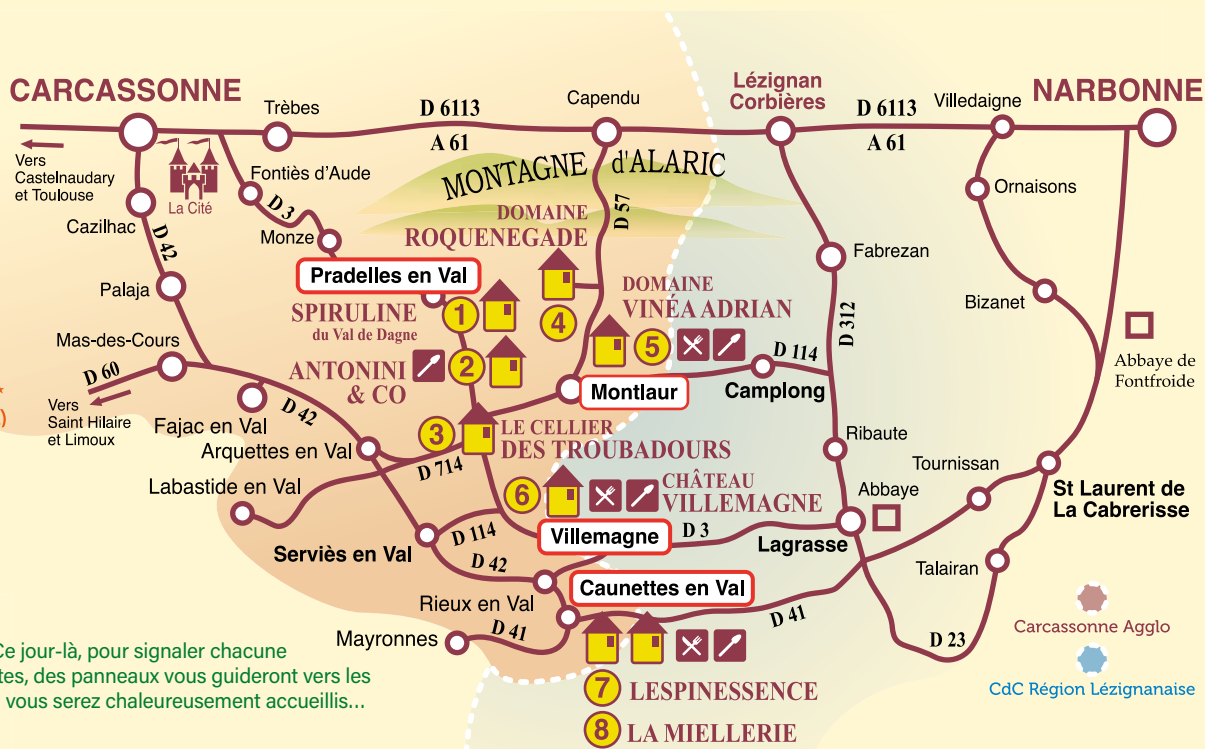 CARCASSONNE
Trèbes
D 6113
A 61
Capendu
Lézignan
Corbières
D 6113
A 61
Villedaigne
NARBONNE
Vers
Castelnaudary
et Toulouse
La Cité
Fontiès d'Aude
MONTAGNE d'ALARIC
Ornaisons
Cazilhac
D 42
D 3
Monze
DOMAINE
ROQUENEGADE
D 57
Fabrezan
Pradelles en Val
Palaja
SPIRULINE
du Val de Dagne
1
4
DOMAINE
VINÉA ADRIAN
5
D 312
Bizanet
Mas-des-Cours
D 60
Vers
Saint Hilaire
et Limoux
ANTONINI
& CO
2
D 114
Camplong
Montlaur
Abbaye de
Fontfroide
Fajac en Val
D 42
Arquettes en Val
3
LE CELLIER
DES TROUBADOURS
D 714
Ribaute
Tournissan
Labastide en Val
6
CHÂTEAU
VILLEMAGNE
Abbaye
St Laurent de
La Cabrerisse
Serviès en Val
D 114
Villemagne
D 3
Lagrasse
D 42
Caunettes en Val
Talairan
Rieux en Val
D 41
D 41
Mayronnes
D 23
Carcassonne Agglo
CdC Région Lézignanaise
Ce jour-là, pour signaler chacune
tes, des panneaux vous guideront vers les
vous serez chaleureusement accueillis...
7 LESPINESSENCE
8 LA MIELLERIE